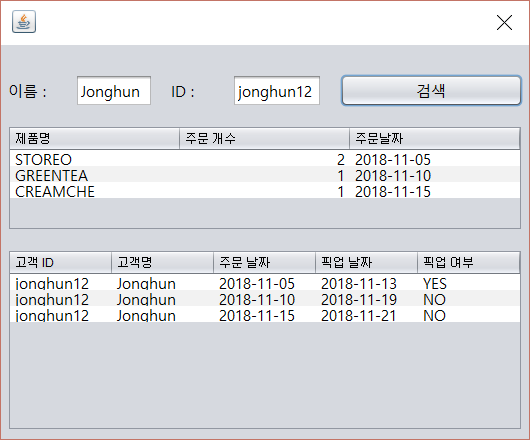 이름 : Jonghun ID : jonghun12 검색
제품명 주문 개수 주문날짜
STOREO 2 2018-11-05
GREENTEA 1 2018-11-10
CREAMCHE 1 2018-11-15
고객 ID 고객명 주문 날짜 픽업 날짜 픽업 여부
jonghun12 Jonghun 2018-11-05 2018-11-13 YES
jonghun12 Jonghun 2018-11-10 2018-11-19 NO
jonghun12 Jonghun 2018-11-15 2018-11-21 NO